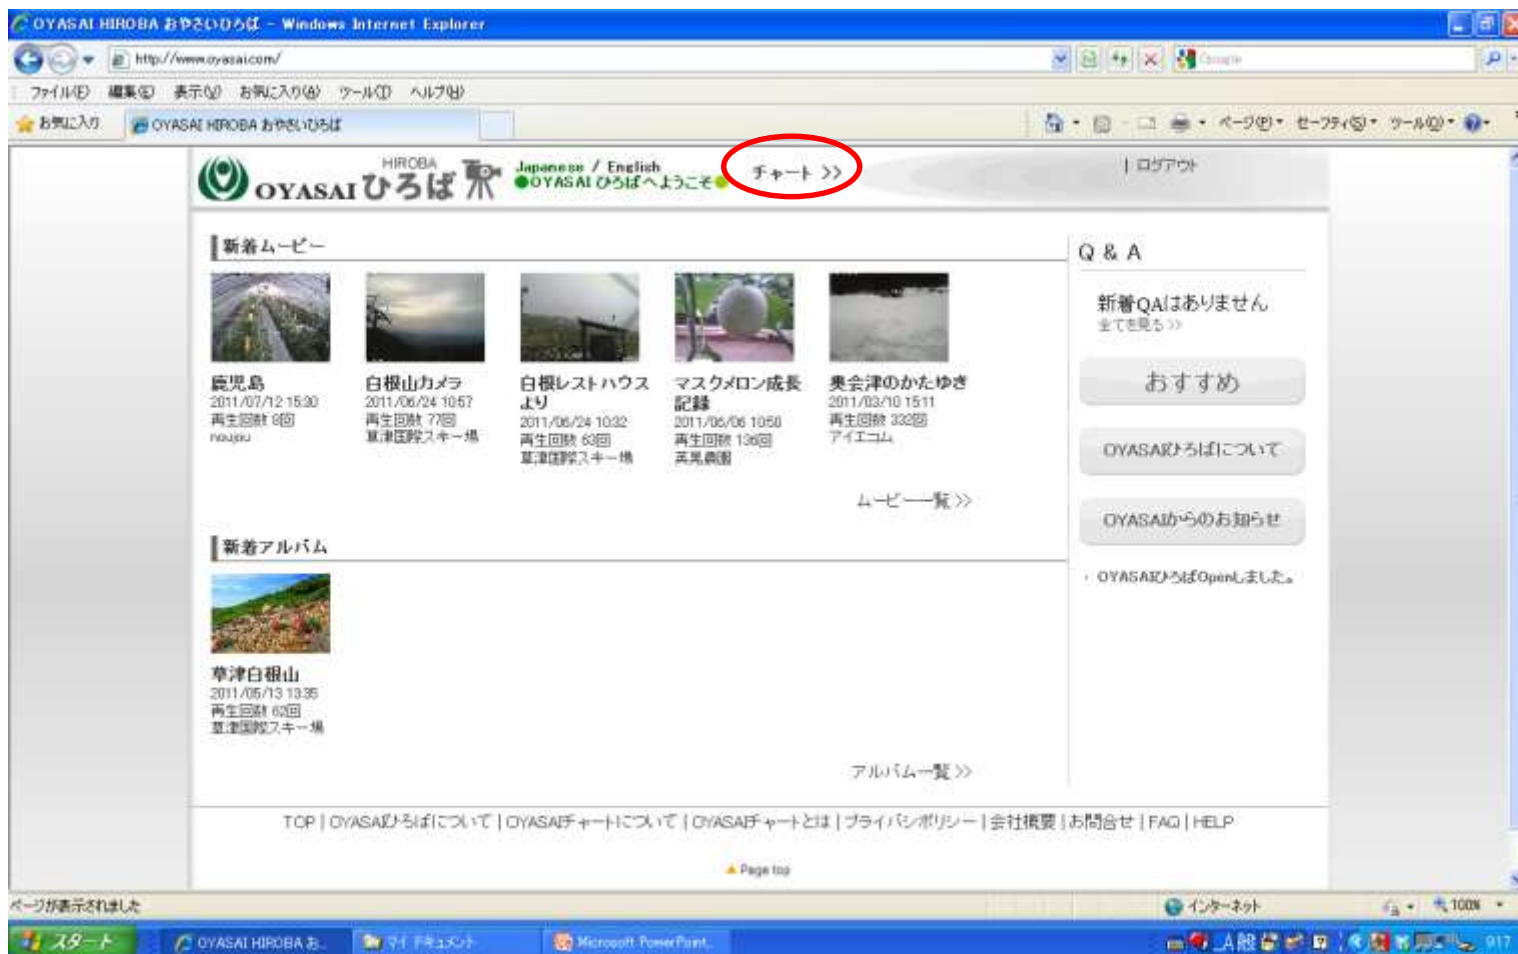 OYASAI HIROBA おやさいひろば - Windows Internet Explorer
http://www.oyasai.com/
Google
ファイル(F) 編集(E) 表示(V) お気に入り(A) ツール(T) ヘルプ(H)
お気に入り OYASAI HIROBA おやさいひろば
ページ(P) セーフティ(S) ツール(O)
OYASAI HIROBA ひろば
Japanese / English
●OYASAI ひろばへようこそ●
チャート >>
| ログアウト
新着ムービー
鹿児島
2011/07/12 15:30
再生回数 8回
noujou
白根山カメラ
2011/06/24 10:57
再生回数 77回
草津国際スキー場
白根レストハウス
より
2011/06/24 10:32
再生回数 63回
草津国際スキー場
マスクメロン成長
記録
2011/06/06 10:50
再生回数 136回
英果農園
奥会津のかたゆき
2011/03/10 15:11
再生回数 332回
アイエコム
ムービー一覧 >>
新着アルバム
草津白根山
2011/05/13 13:35
再生回数 62回
草津国際スキー場
アルバム一覧 >>
Q & A
新着QAはありません
全てを見る >>
おすすめ
OYASAIひろばについて
OYASAIからのお知らせ
・ OYASAIひろばOpenしました。
TOP | OYASAIひろばについて | OYASAIチャートについて | OYASAIチャートとは | プライバシポリシー | 会社概要 | お問合せ | FAQ | HELP
Page top
ページが表示されました
インターネット
100%
スタート
OYASAI HIROBA お...
マイ ドキュメント
Microsoft PowerPoint...
A 般
9:17